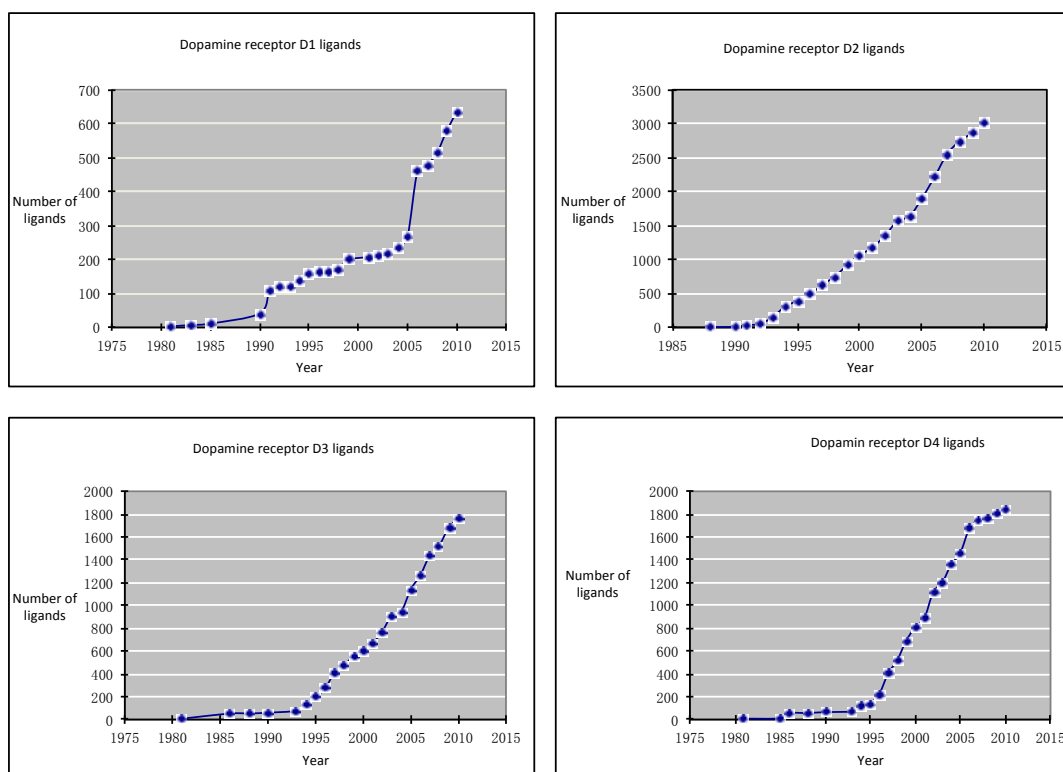 Dopamine receptor D1 ligands
700
600
500
400
300
200
100
0
Number of
ligands
1975 1980 1985 1990 1995 2000 2005 2010 2015
Year
Dopamine receptor D2 ligands
3500
3000
2500
2000
1500
1000
500
0
Number of
ligands
1985 1990 1995 2000 2005 2010 2015
Year
Dopamine receptor D3 ligands
2000
1800
1600
1400
1200
1000
800
600
400
200
0
Number of
ligands
1975 1980 1985 1990 1995 2000 2005 2010 2015
Year
Dopamin receptor D4 ligands
2000
1800
1600
1400
1200
1000
800
600
400
200
0
Number of
ligands
1975 1980 1985 1990 1995 2000 2005 2010 2015
Year